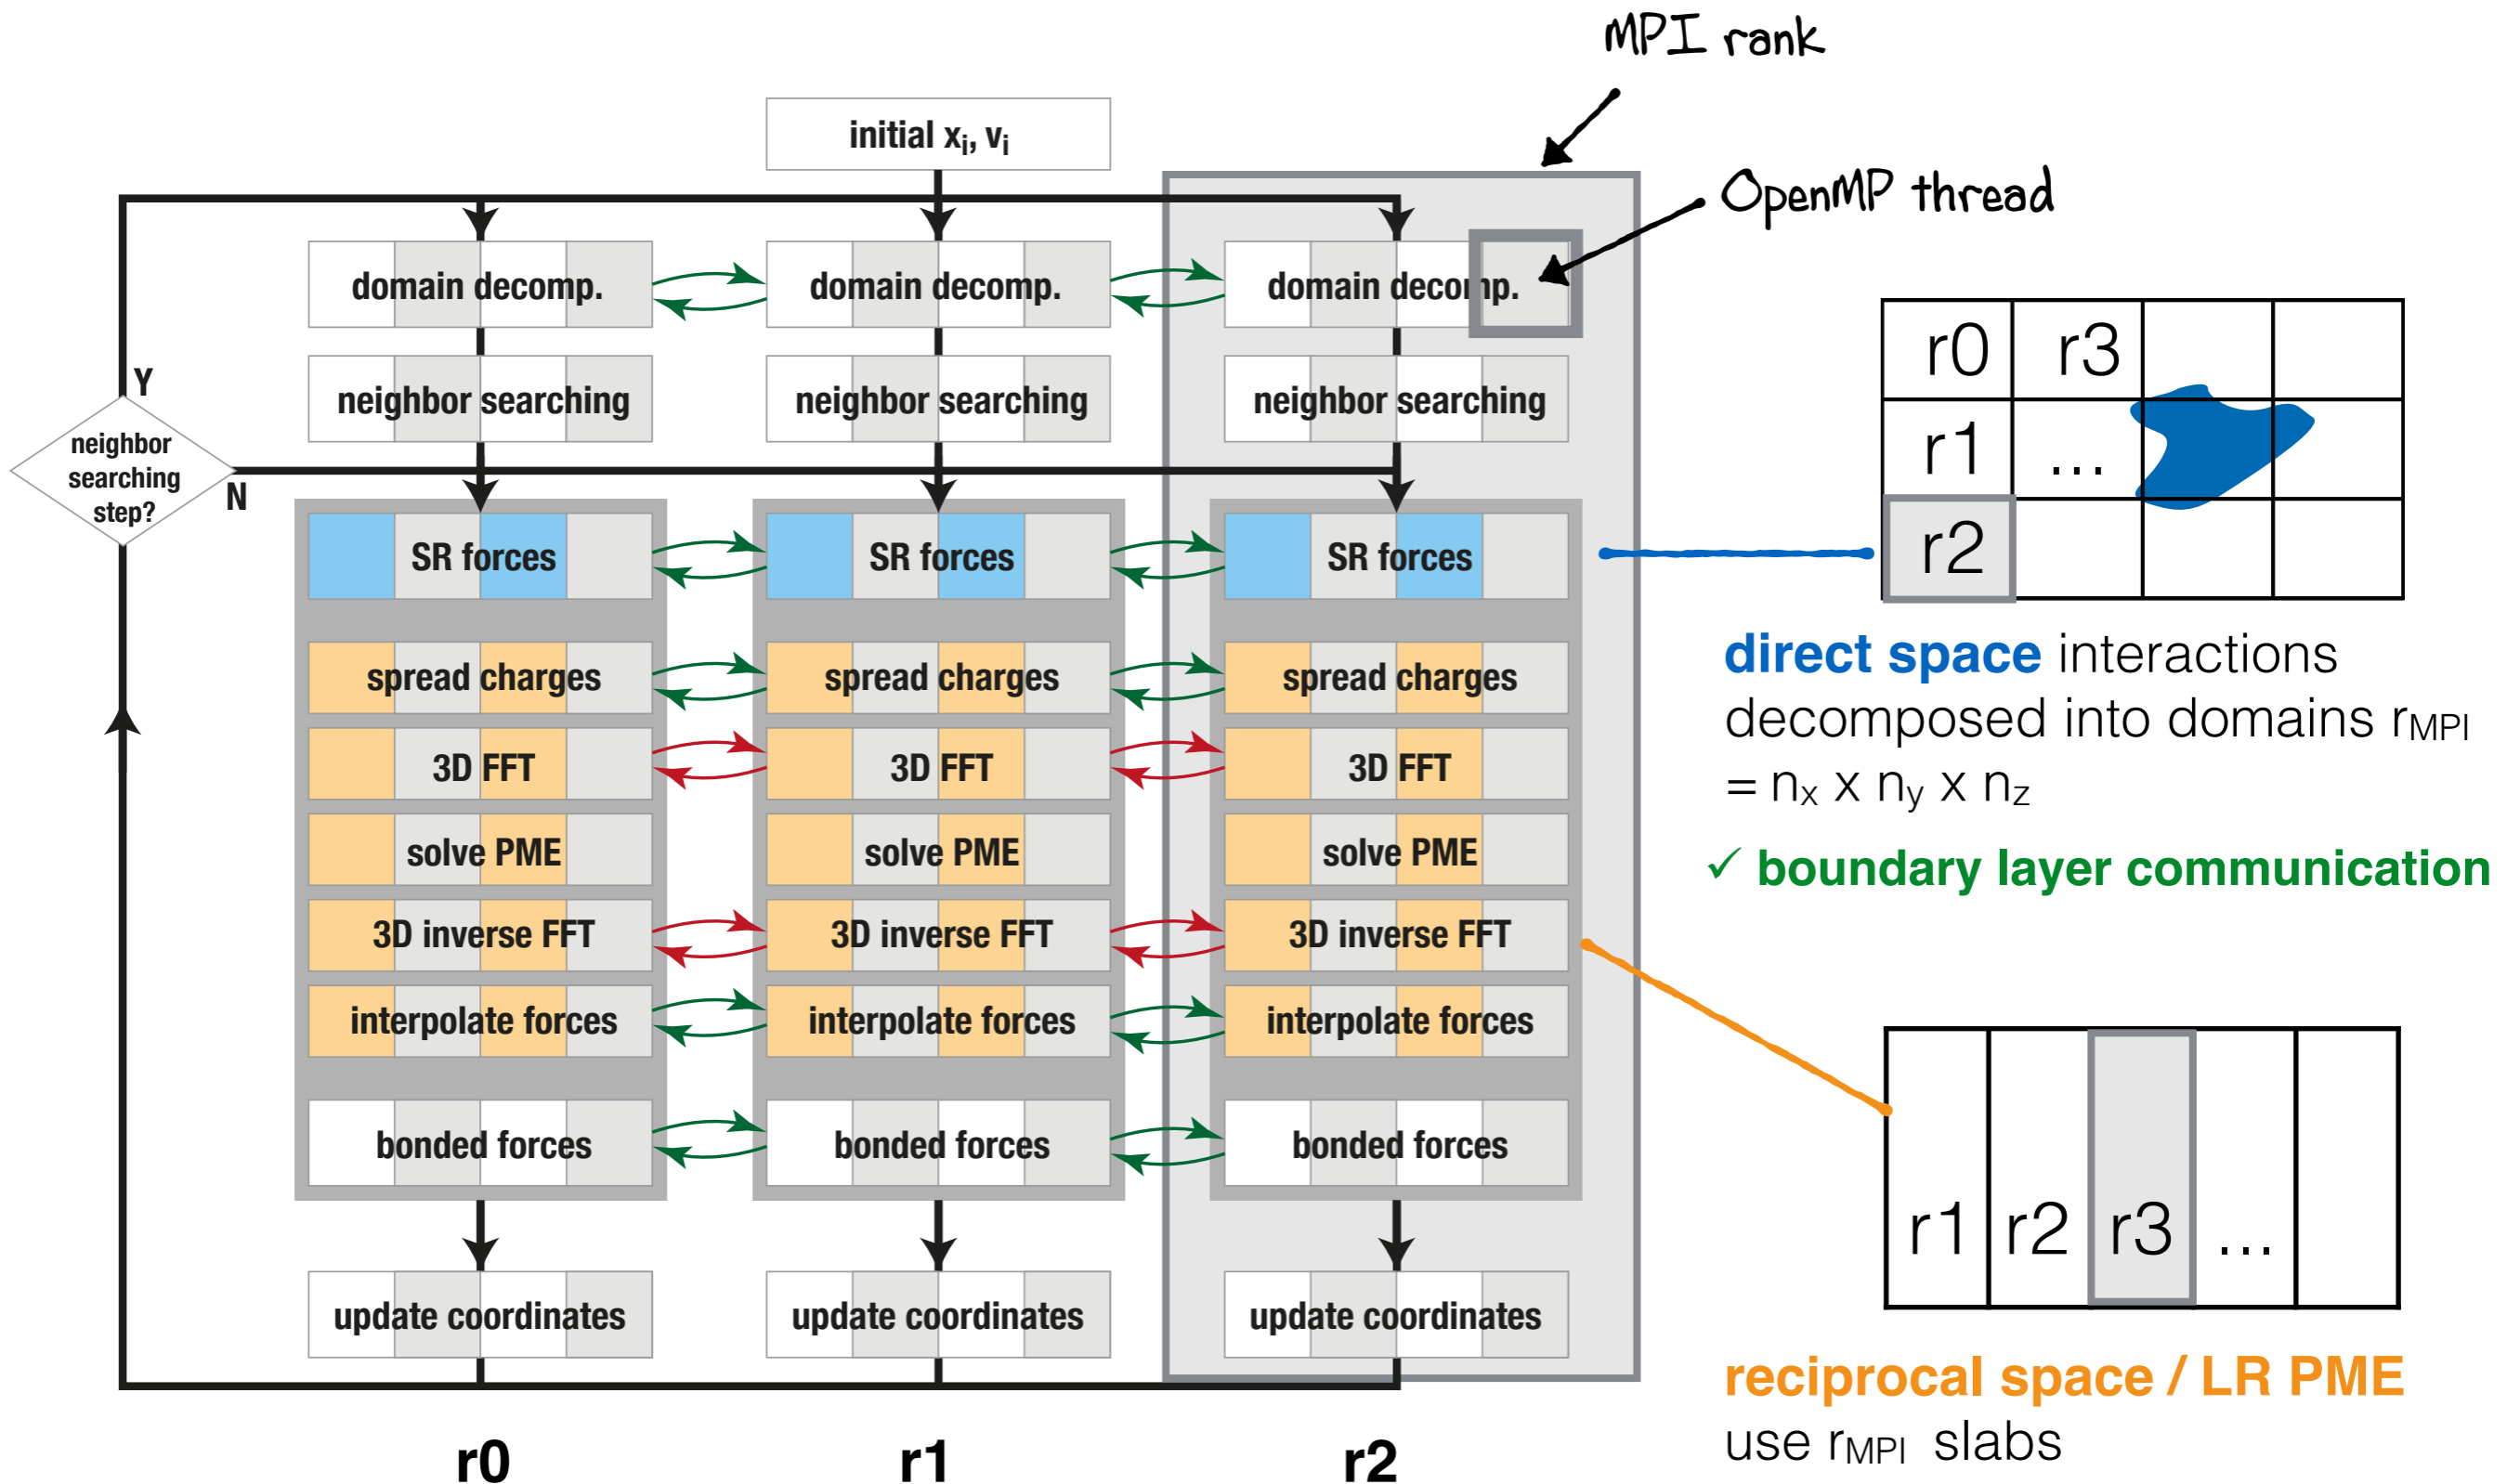 MPI rank
initial xi, vi
OpenMP thread
domain decomp.
domain decomp.
domain decomp.
neighbor searching
neighbor searching
neighbor searching
Y
neighbor
searching
step?
N
SR forces
SR forces
SR forces
spread charges
spread charges
spread charges
3D FFT
3D FFT
3D FFT
solve PME
solve PME
solve PME
3D inverse FFT
3D inverse FFT
3D inverse FFT
interpolate forces
interpolate forces
interpolate forces
bonded forces
bonded forces
bonded forces
update coordinates
update coordinates
update coordinates
r0
r1
r2
r0 r3
r1 ...
r2
direct space interactions
decomposed into domains rMPI
= nx x ny x nz
✓ boundary layer communication
r1 r2 r3 ...
reciprocal space / LR PME
use rMPI slabs